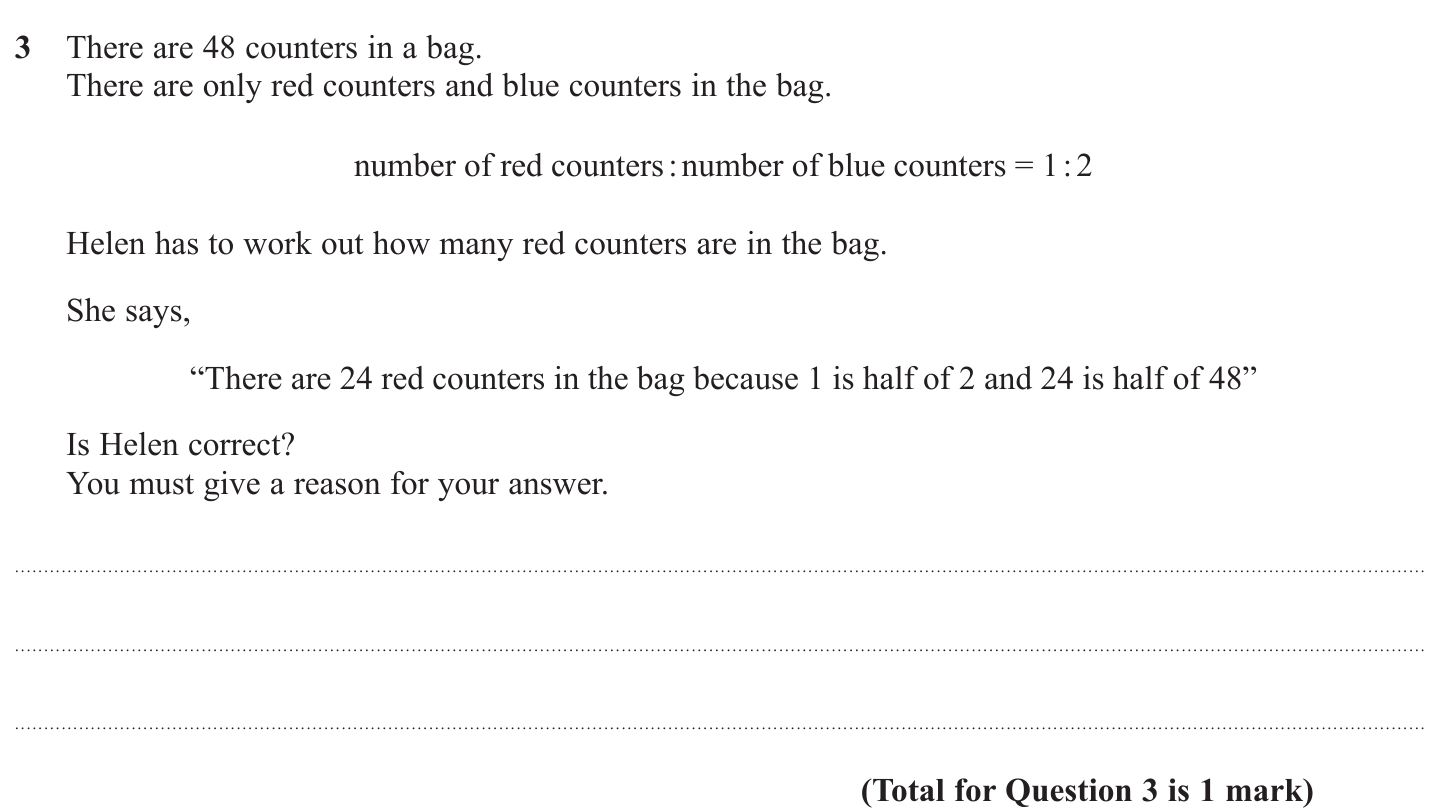 3 There are 48 counters in a bag.
There are only red counters and blue counters in the bag.
number of red counters : number of blue counters = 1 : 2
Helen has to work out how many red counters are in the bag.
She says,
“There are 24 red counters in the bag because 1 is half of 2 and 24 is half of 48”
Is Helen correct?
You must give a reason for your answer.
(Total for Question 3 is 1 mark)